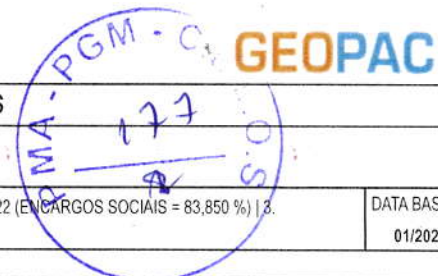 GEOPAC
S
PMA - PGM - C
177
O.S.
22 (ENCARGOS SOCIAIS = 83,850 %) | 3.
DATA BAS
01/202